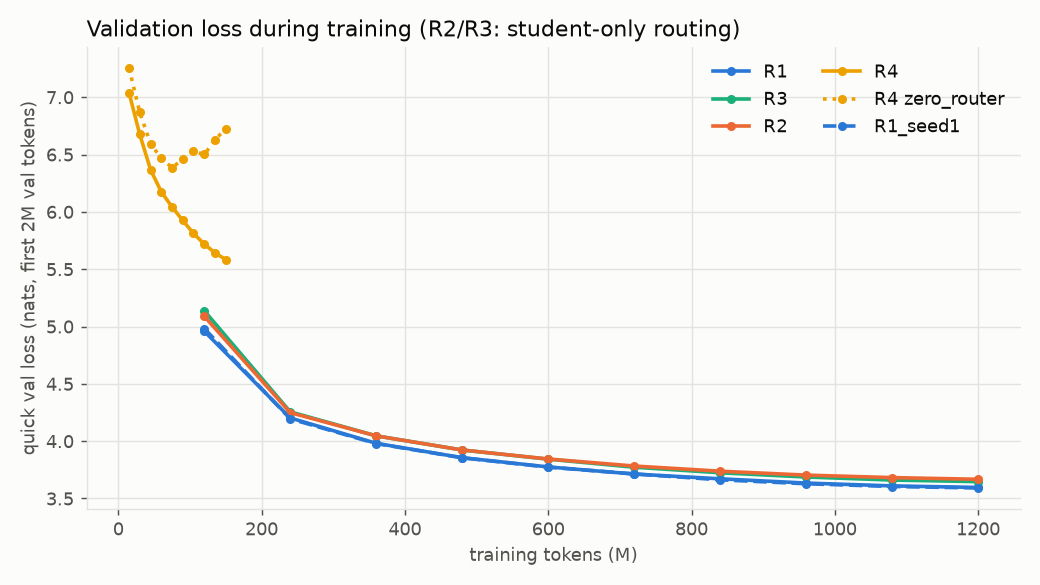 Validation loss during training (R2/R3: student-only routing)
R1
R3
R2
R4
R4 zero_router
R1_seed1
quick val loss (nats, first 2M val tokens)
7.0
6.5
6.0
5.5
5.0
4.5
4.0
3.5
0
200
400
600
800
1000
1200
training tokens (M)